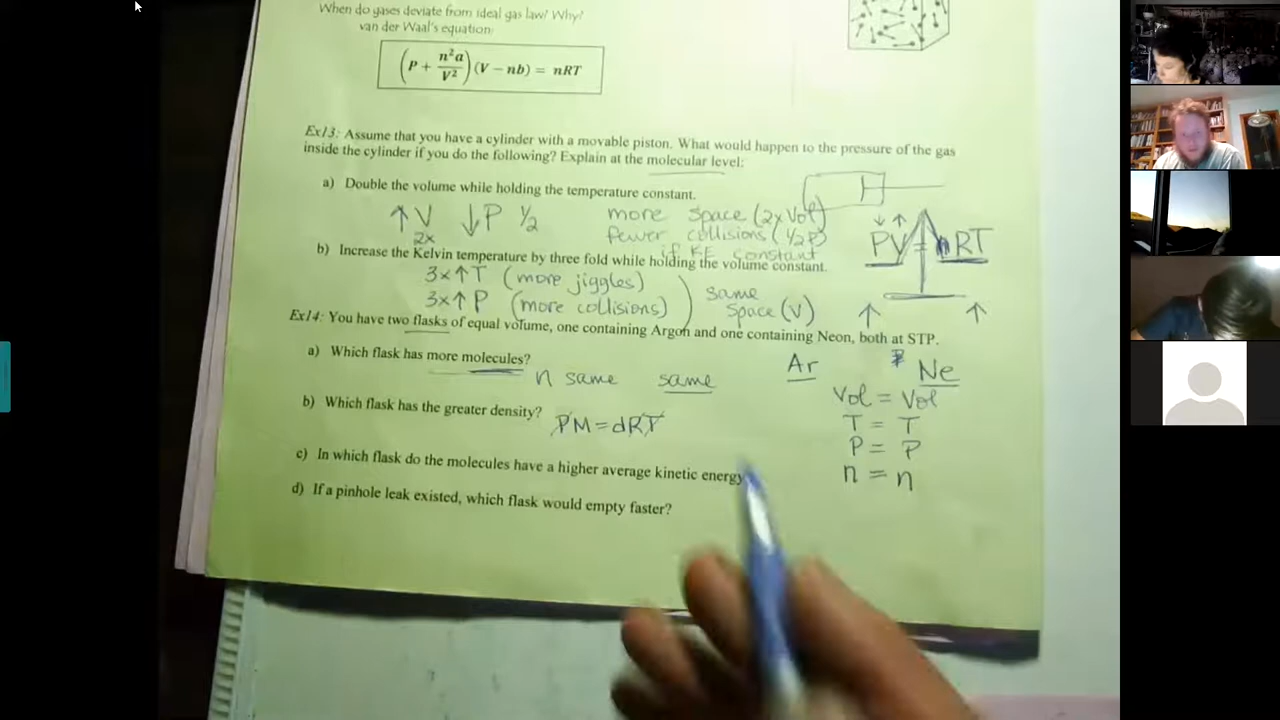 When do gases deviate from ideal gas law? Why?
van der Waal's equation:
(P + n²a/V²) (V − nb) = nRT
Ex13: Assume that you have a cylinder with a movable piston. What would happen to the pressure of the gas
inside the cylinder if you do the following? Explain at the molecular level:
a) Double the volume while holding the temperature constant.
↑V 2x ↓P ½
more space (2x Vol)
fewer collisions (½P)
if KE constant
PV = nRT
b) Increase the Kelvin temperature by three fold while holding the volume constant.
3x↑T (more jiggles)
3x↑P (more collisions)
same
space (V)
Ex14: You have two flasks of equal volume, one containing Argon and one containing Neon, both at STP.
a) Which flask has more molecules?
n same same
Ar Ne
Vol = Vol
T = T
P = P
n = n
b) Which flask has the greater density?
PM = dRT
c) In which flask do the molecules have a higher average kinetic energy
d) If a pinhole leak existed, which flask would empty faster?